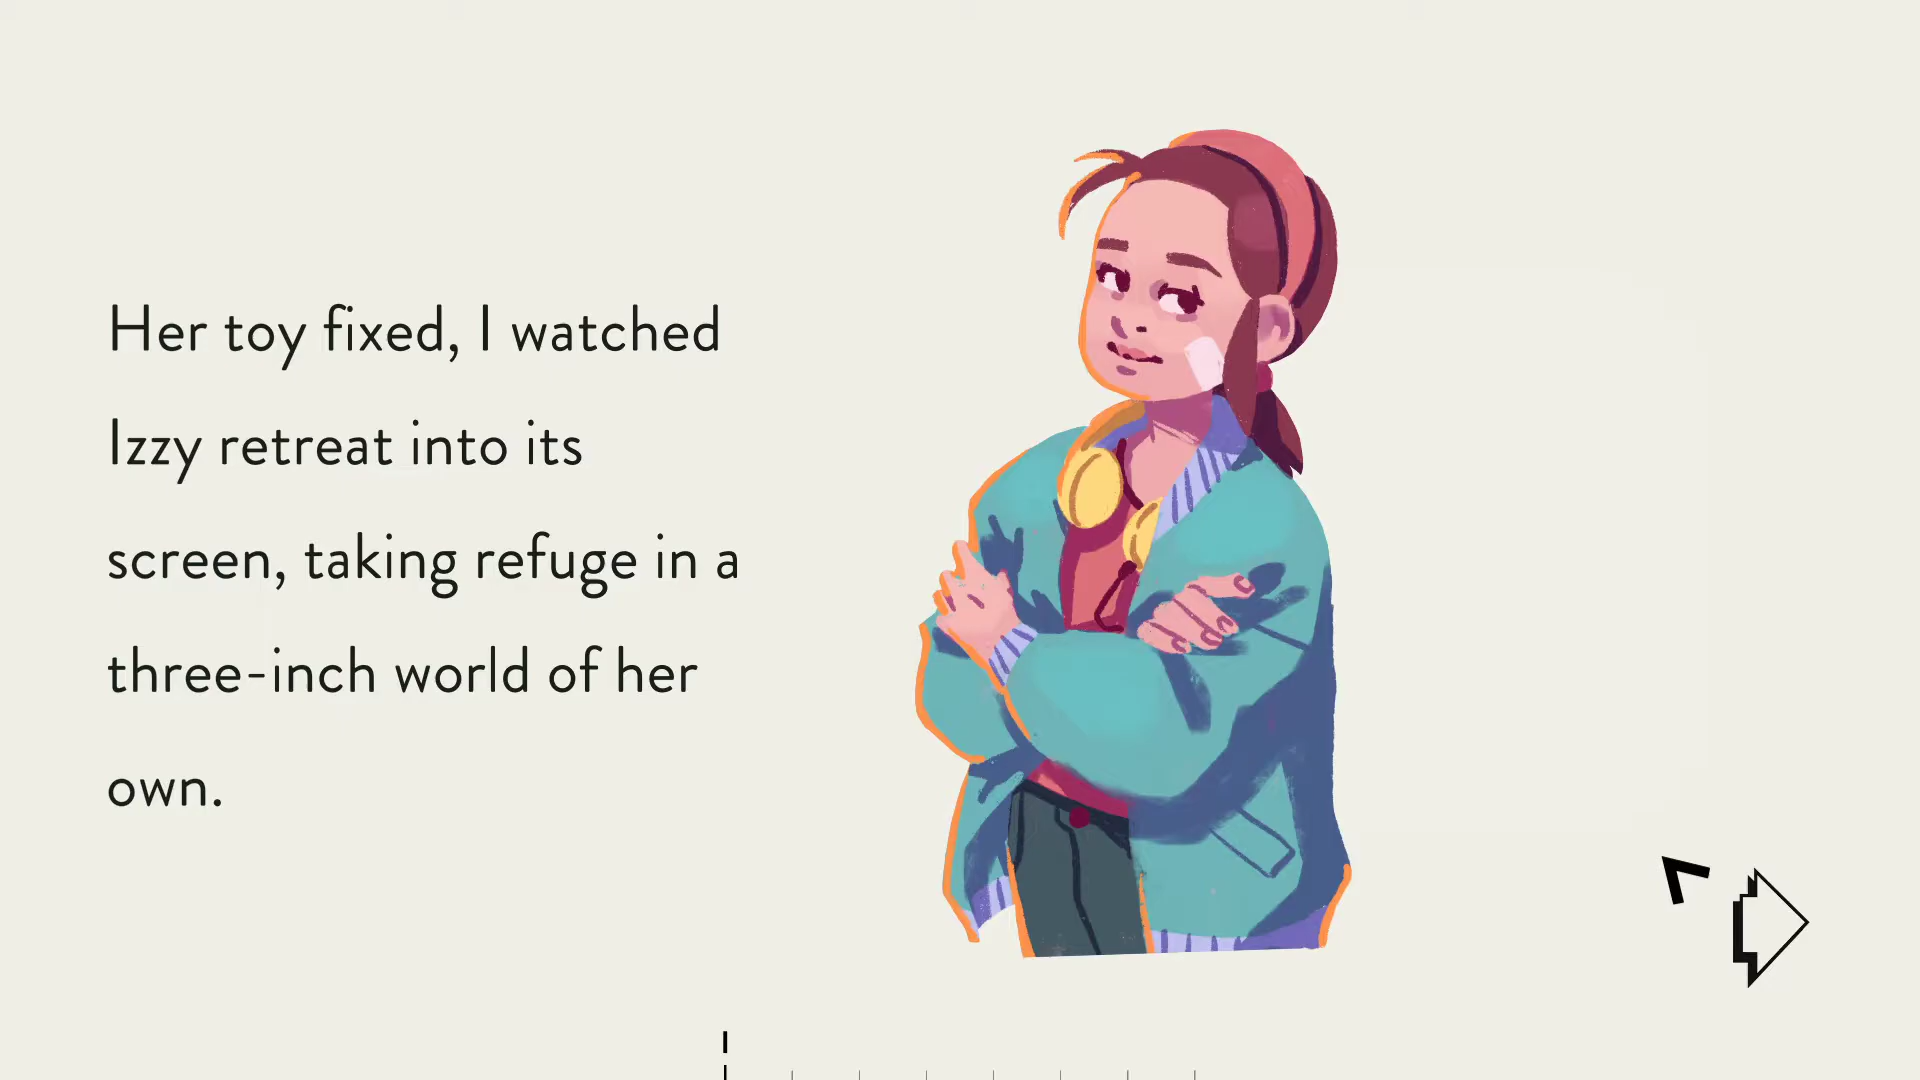 Her toy fixed, I watched
Izzy retreat into its
screen, taking refuge in a
three-inch world of her
own.